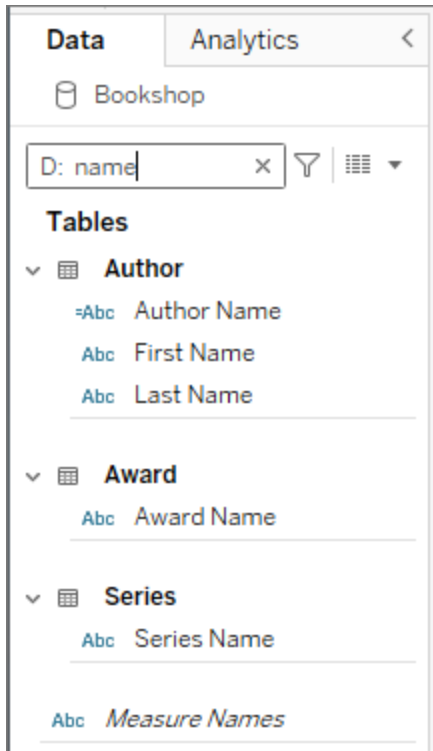 Data Analytics
Bookshop
D: name
Tables
Author
=Abc Author Name
Abc First Name
Abc Last Name
Award
Abc Award Name
Series
Abc Series Name
Abc Measure Names